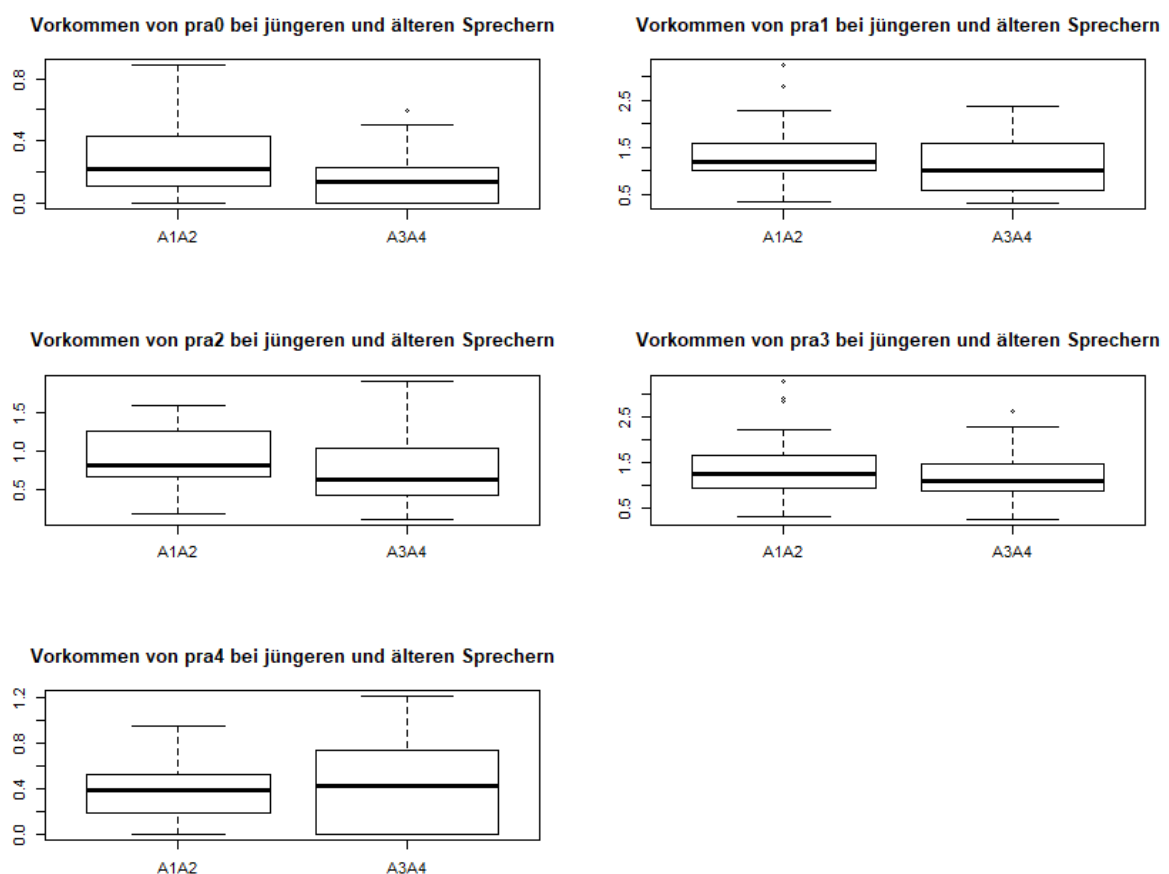 Vorkommen von pra0 bei jüngeren und älteren Sprechern
0.8
0.4
0.0
A1A2 A3A4
Vorkommen von pra1 bei jüngeren und älteren Sprechern
2.5
1.5
0.5
A1A2 A3A4
Vorkommen von pra2 bei jüngeren und älteren Sprechern
1.5
1.0
0.5
A1A2 A3A4
Vorkommen von pra3 bei jüngeren und älteren Sprechern
2.5
1.5
0.5
A1A2 A3A4
Vorkommen von pra4 bei jüngeren und älteren Sprechern
1.2
0.8
0.4
0.0
A1A2 A3A4